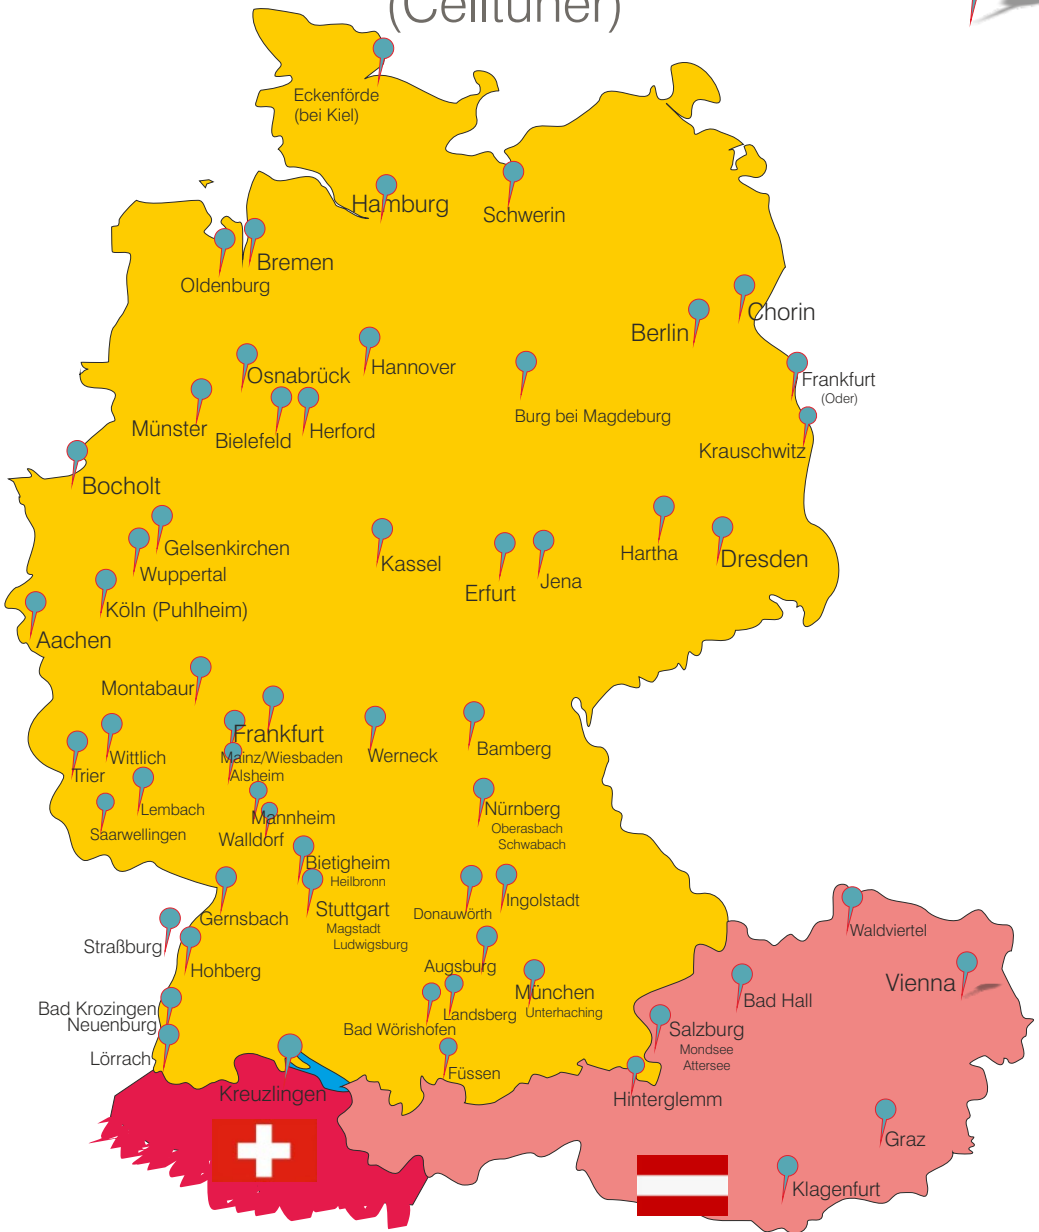 (Celltuner)
Eckenförde
(bei Kiel)
Hamburg
Schwerin
Bremen
Oldenburg
Chorin
Berlin
Hannover
Osnabrück
Frankfurt
(Oder)
Burg bei Magdeburg
Münster
Bielefeld
Herford
Krauschwitz
Bocholt
Gelsenkirchen
Wuppertal
Kassel
Hartha
Dresden
Jena
Erfurt
Köln (Puhlheim)
Aachen
Montabaur
Frankfurt
Mainz/Wiesbaden
Alsheim
Werneck
Bamberg
Wittlich
Trier
Lembach
Saarwellingen
Mannheim
Walldorf
Nürnberg
Oberasbach
Schwabach
Bietigheim
Heilbronn
Stuttgart
Magstadt
Ludwigsburg
Donauwörth
Ingolstadt
Gernsbach
Straßburg
Hohberg
Augsburg
München
Unterhaching
Landsberg
Bad Wörishofen
Füssen
Bad Krozingen
Neuenburg
Lörrach
Kreuzlingen
Waldviertel
Vienna
Bad Hall
Salzburg
Mondsee
Attersee
Hinterglemm
Graz
Klagenfurt